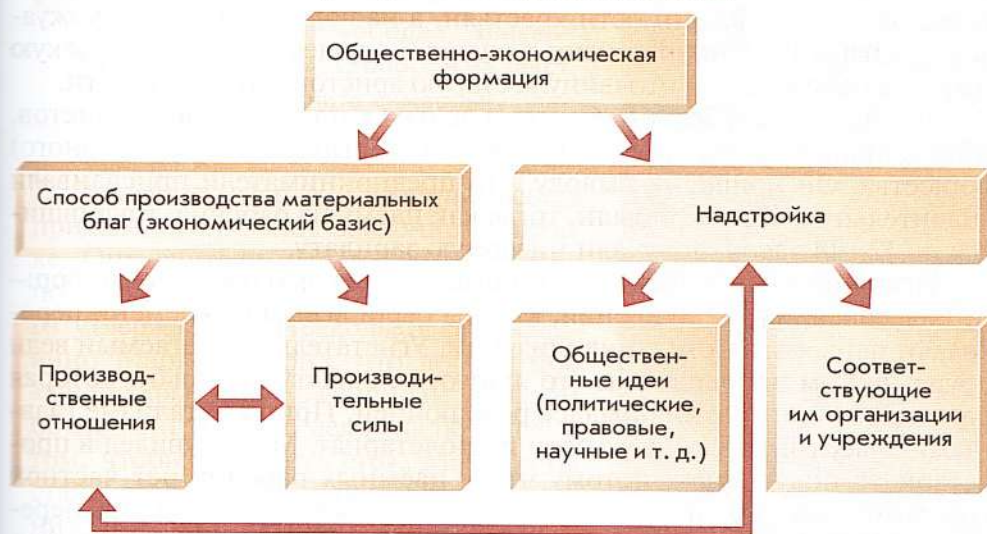 Общественно-экономическая
формация
Способ производства материальных
благ (экономический базис)
Надстройка
Производ-
ственные
отношения
Производи-
тельные
силы
Обществен-
ные идеи
(политические,
правовые,
научные и т. д.)
Соответ-
ствующие
им организации
и учреждения